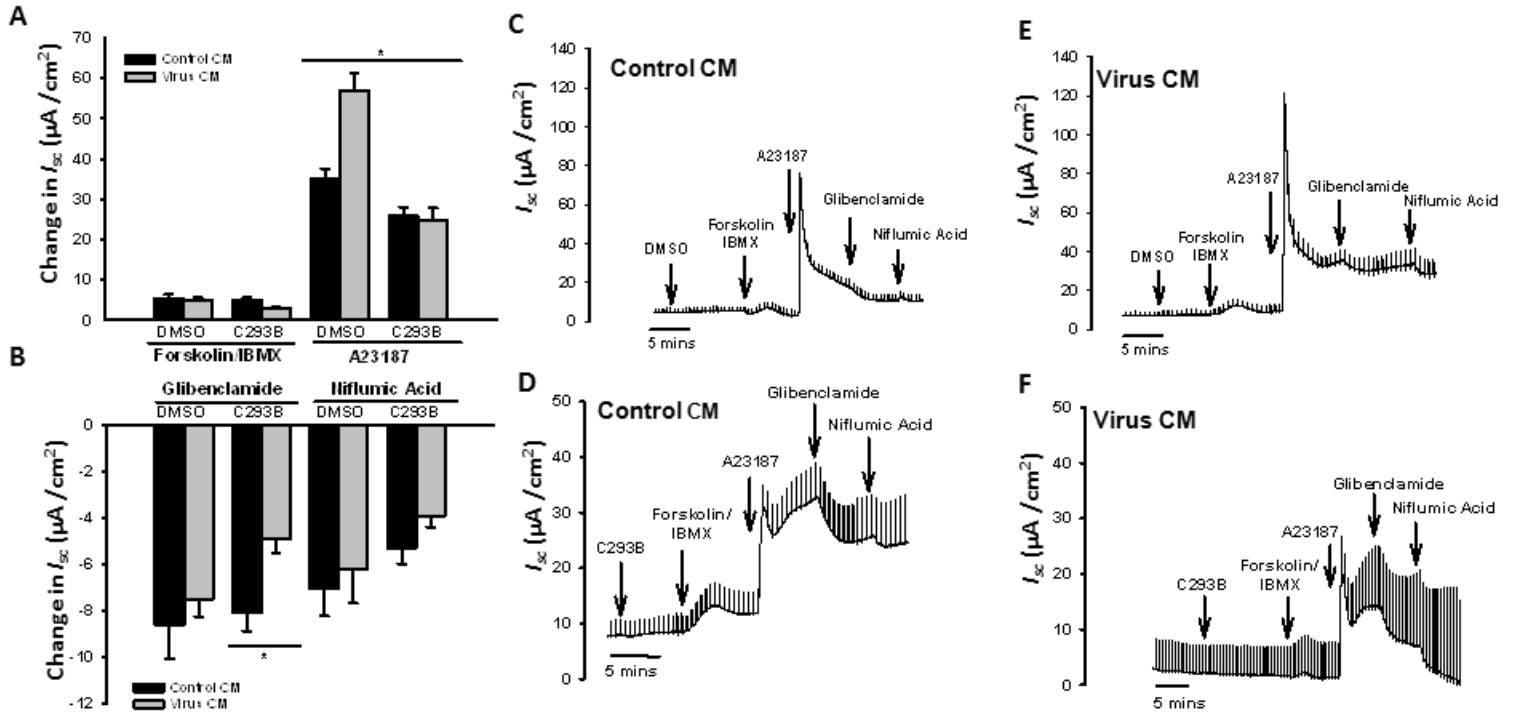 A
Change in Isc (µA /cm²)
70
60
50
40
30
20
10
0
Control CM
Virus CM
*
DMSO C293B DMSO C293B
Forskolin/IBMX A23187
B
Change in Isc (µA /cm²)
Glibenclamide Niflumic Acid
DMSO C293B DMSO C293B
0
-2
-4
-6
-8
-10
-12
*
Control CM
Virus CM
C
Control CM
Isc (µA /cm²)
140
120
100
80
60
40
20
0
DMSO
Forskolin
IBMX
A23187
Glibenclamide
Niflumic Acid
5 mins
D
Control CM
Isc (µA /cm²)
50
40
30
20
10
0
C293B
Forskolin/
IBMX
A23187
Glibenclamide
Niflumic Acid
5 mins
E
Virus CM
Isc (µA /cm²)
140
120
100
80
60
40
20
0
DMSO
Forskolin
IBMX
A23187
Glibenclamide
Niflumic Acid
5 mins
F
Virus CM
Isc (µA /cm²)
50
40
30
20
10
0
C293B
Forskolin/
IBMX
A23187
Glibenclamide
Niflumic Acid
5 mins